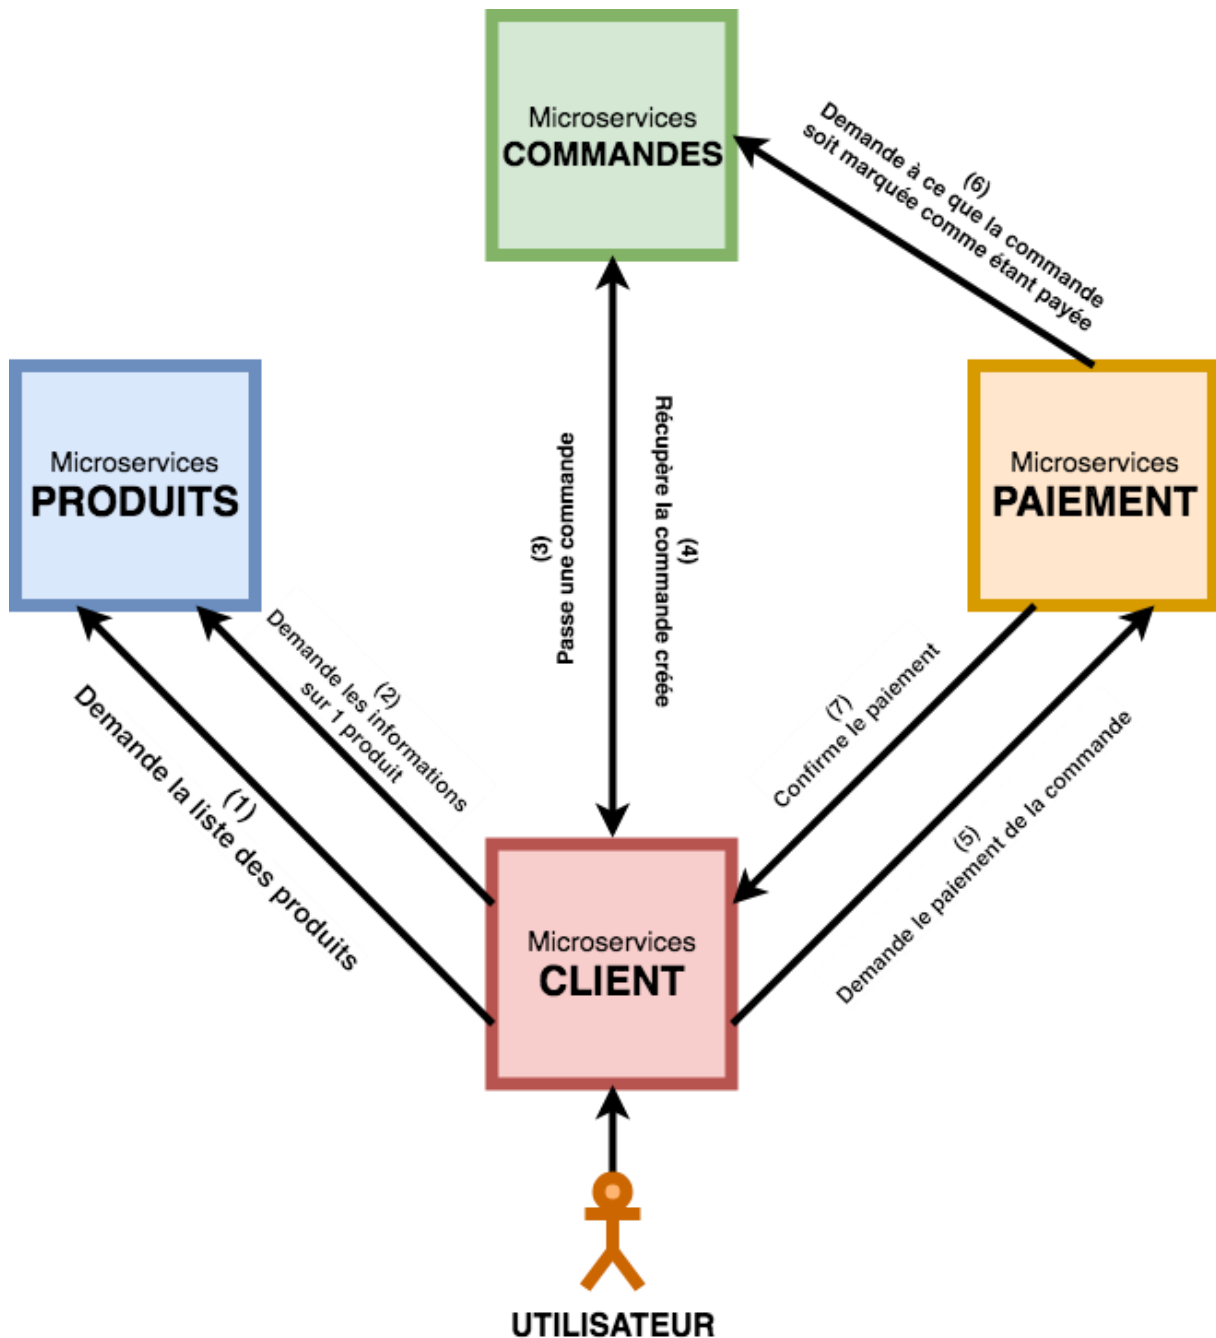 Microservices
COMMANDES
(6)
Demande à ce que la commande
soit marquée comme étant payée
Microservices
PRODUITS
Microservices
PAIEMENT
(3)
Passe une commande
(4)
Récupère la commande créée
(2)
Demande les informations
sur 1 produit
(1)
Demande la liste des produits
(7)
Confirme le paiement
(5)
Demande le paiement de la commande
Microservices
CLIENT
UTILISATEUR